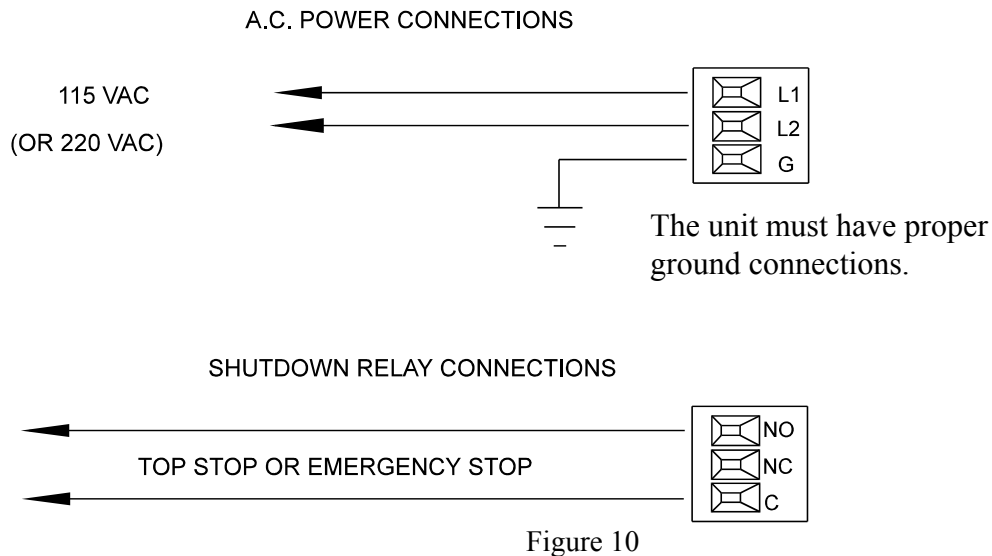 A.C. POWER CONNECTIONS
115 VAC
(OR 220 VAC)
L1
L2
G
The unit must have proper
ground connections.
SHUTDOWN RELAY CONNECTIONS
NO
TOP STOP OR EMERGENCY STOP
NC
C
Figure 10